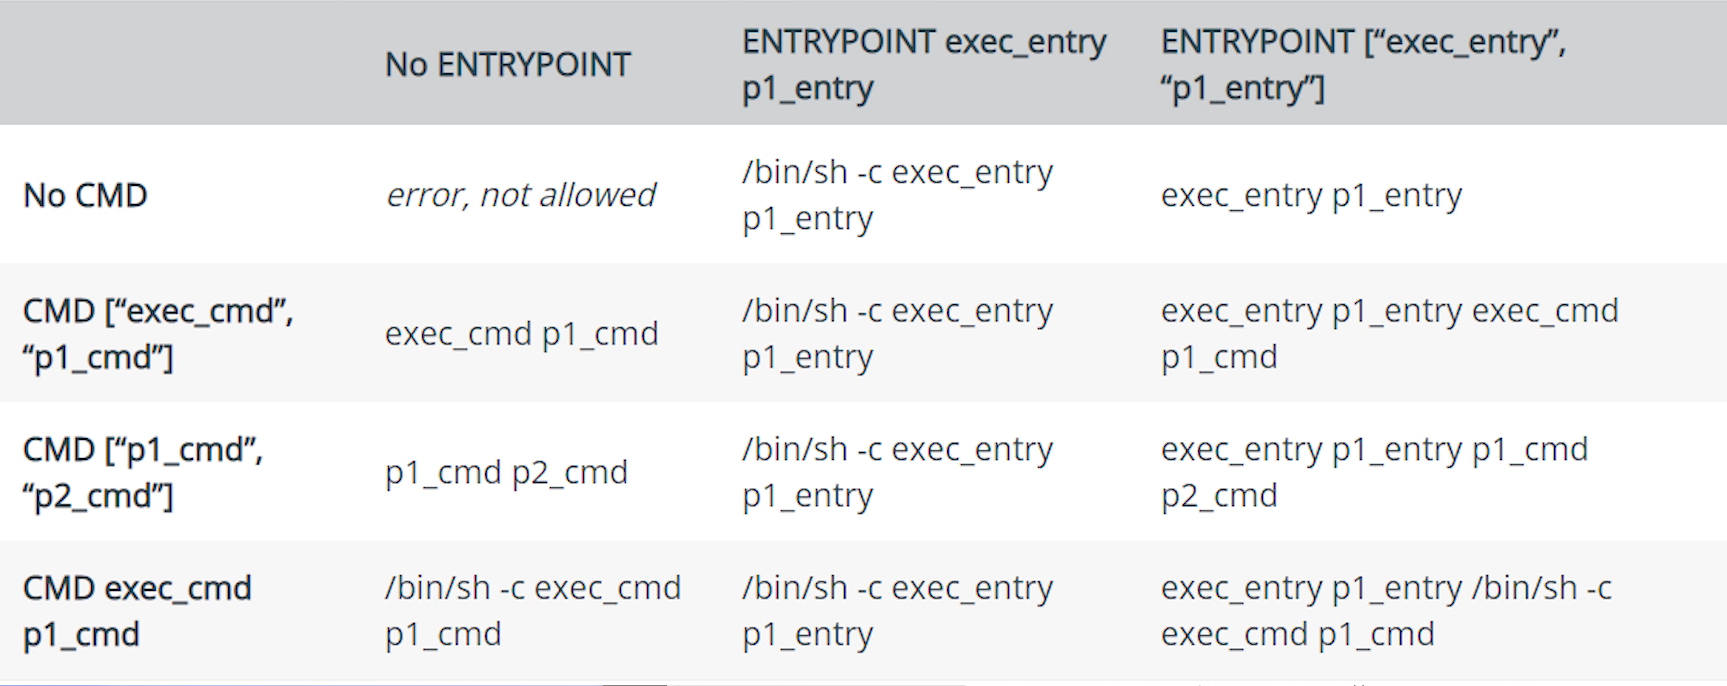 No ENTRYPOINT
ENTRYPOINT exec_entry
p1_entry
ENTRYPOINT [“exec_entry”,
“p1_entry”]
No CMD
error, not allowed
/bin/sh -c exec_entry
p1_entry
exec_entry p1_entry
CMD [“exec_cmd”,
“p1_cmd”]
exec_cmd p1_cmd
/bin/sh -c exec_entry
p1_entry
exec_entry p1_entry exec_cmd
p1_cmd
CMD [“p1_cmd”,
“p2_cmd”]
p1_cmd p2_cmd
/bin/sh -c exec_entry
p1_entry
exec_entry p1_entry p1_cmd
p2_cmd
CMD exec_cmd
p1_cmd
/bin/sh -c exec_cmd
p1_cmd
/bin/sh -c exec_entry
p1_entry
exec_entry p1_entry /bin/sh -c
exec_cmd p1_cmd